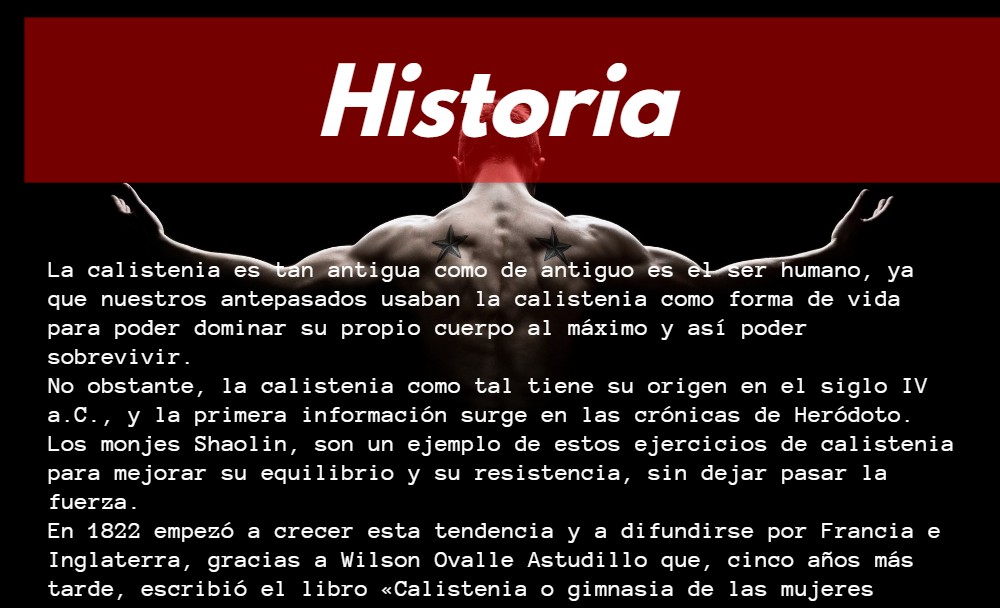 Historia
La calistenia es tan antigua como de antiguo es el ser humano, ya
que nuestros antepasados usaban la calistenia como forma de vida
para poder dominar su propio cuerpo al máximo y así poder
sobrevivir.
No obstante, la calistenia como tal tiene su origen en el siglo IV
a.C., y la primera información surge en las crónicas de Heródoto.
Los monjes Shaolin, son un ejemplo de estos ejercicios de calistenia
para mejorar su equilibrio y su resistencia, sin dejar pasar la
fuerza.
En 1822 empezó a crecer esta tendencia y a difundirse por Francia e
Inglaterra, gracias a Wilson Ovalle Astudillo que, cinco años más
tarde, escribió el libro «Calistenia o gimnasia de las mujeres